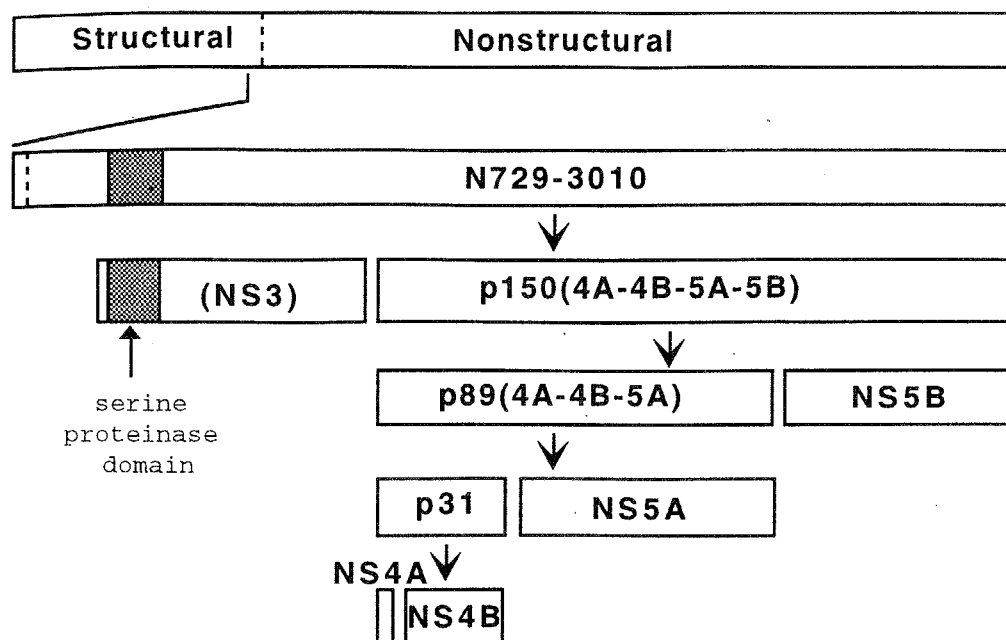 Structural Nonstructural
N729-3010
(NS3) p150(4A-4B-5A-5B)
p89(4A-4B-5A) NS5B
serine
proteinase
domain
p31 NS5A
NS4A
NS4B